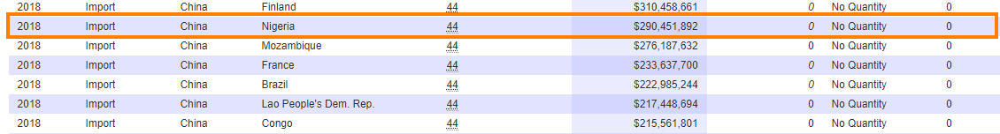 2018 Import China Finland 44 $310,458,661 0 No Quantity 0
2018 Import China Nigeria 44 $290,451,892 0 No Quantity 0
2018 Import China Mozambique 44 $276,187,632 0 No Quantity 0
2018 Import China France 44 $233,637,700 0 No Quantity 0
2018 Import China Brazil 44 $222,985,244 0 No Quantity 0
2018 Import China Lao People's Dem. Rep. 44 $217,448,694 0 No Quantity 0
2018 Import China Congo 44 $215,561,801 0 No Quantity 0